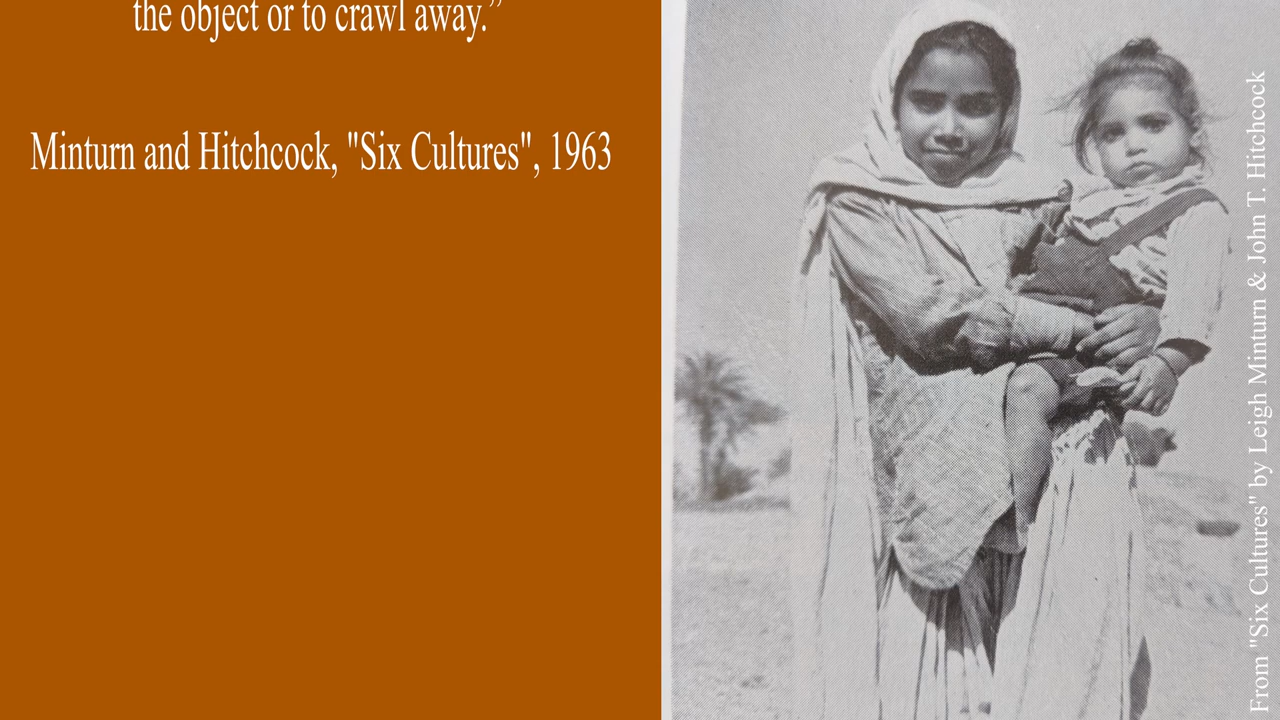 the object or to crawl away.”
Minturn and Hitchcock, "Six Cultures", 1963
From "Six Cultures" by Leigh Minturn & John T. Hitchcock